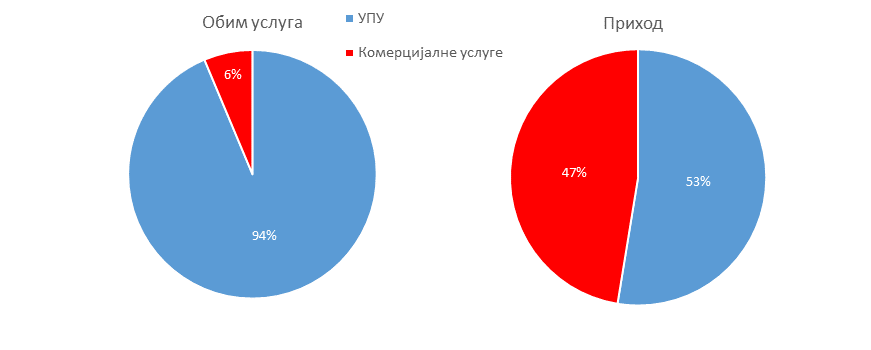 Обим услуга
УПУ
Комерцијалне услуге
6%
94%
Приход
47%
53%